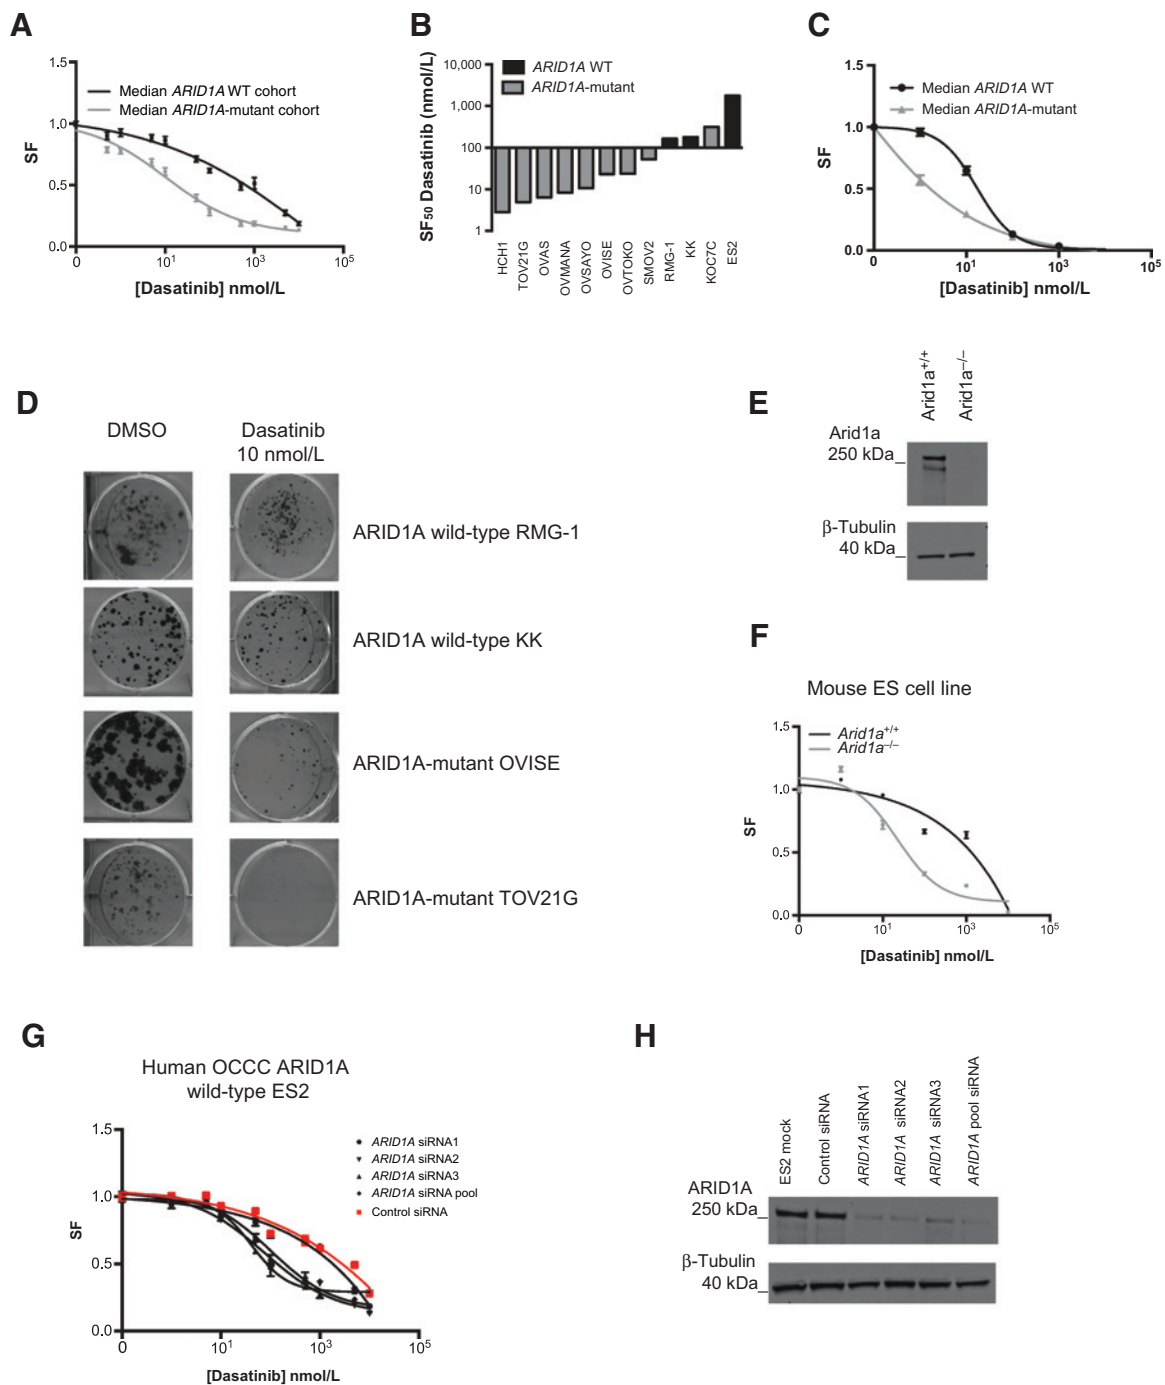 A
1.5
1.0
0.5
0.0
SF
Median ARID1A WT cohort
Median ARID1A-mutant cohort
0
10¹
10³
10⁵
[Dasatinib] nmol/L
B
SF₅₀ Dasatinib (nmol/L)
10,000
1,000
100
10
1
ARID1A WT
ARID1A-mutant
HCH1
TOV21G
OVAS
OVMANA
OVSAYO
OVISE
OVTOKO
SMOV2
RMG-1
KK
KOC7C
ES2
C
1.5
1.0
0.5
0.0
SF
Median ARID1A WT
Median ARID1A-mutant
0
10¹
10³
10⁵
[Dasatinib] nmol/L
D
DMSO
Dasatinib
10 nmol/L
ARID1A wild-type RMG-1
ARID1A wild-type KK
ARID1A-mutant OVISE
ARID1A-mutant TOV21G
E
Arid1a⁺/⁺
Arid1a⁻/⁻
Arid1a
250 kDa
β-Tubulin
40 kDa
F
Mouse ES cell line
1.5
1.0
0.5
0.0
SF
Arid1a⁺/⁺
Arid1a⁻/⁻
0
10¹
10³
10⁵
[Dasatinib] nmol/L
G
Human OCCC ARID1A
wild-type ES2
1.5
1.0
0.5
0.0
SF
ARID1A siRNA1
ARID1A siRNA2
ARID1A siRNA3
ARID1A siRNA pool
Control siRNA
0
10¹
10³
10⁵
[Dasatinib] nmol/L
H
ES2 mock
Control siRNA
ARID1A siRNA1
ARID1A siRNA2
ARID1A siRNA3
ARID1A pool siRNA
ARID1A
250 kDa
β-Tubulin
40 kDa